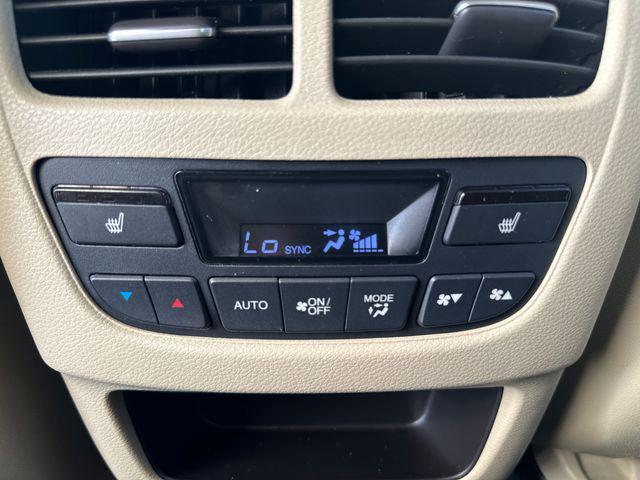 Lo SYNC
AUTO ON/ OFF MODE